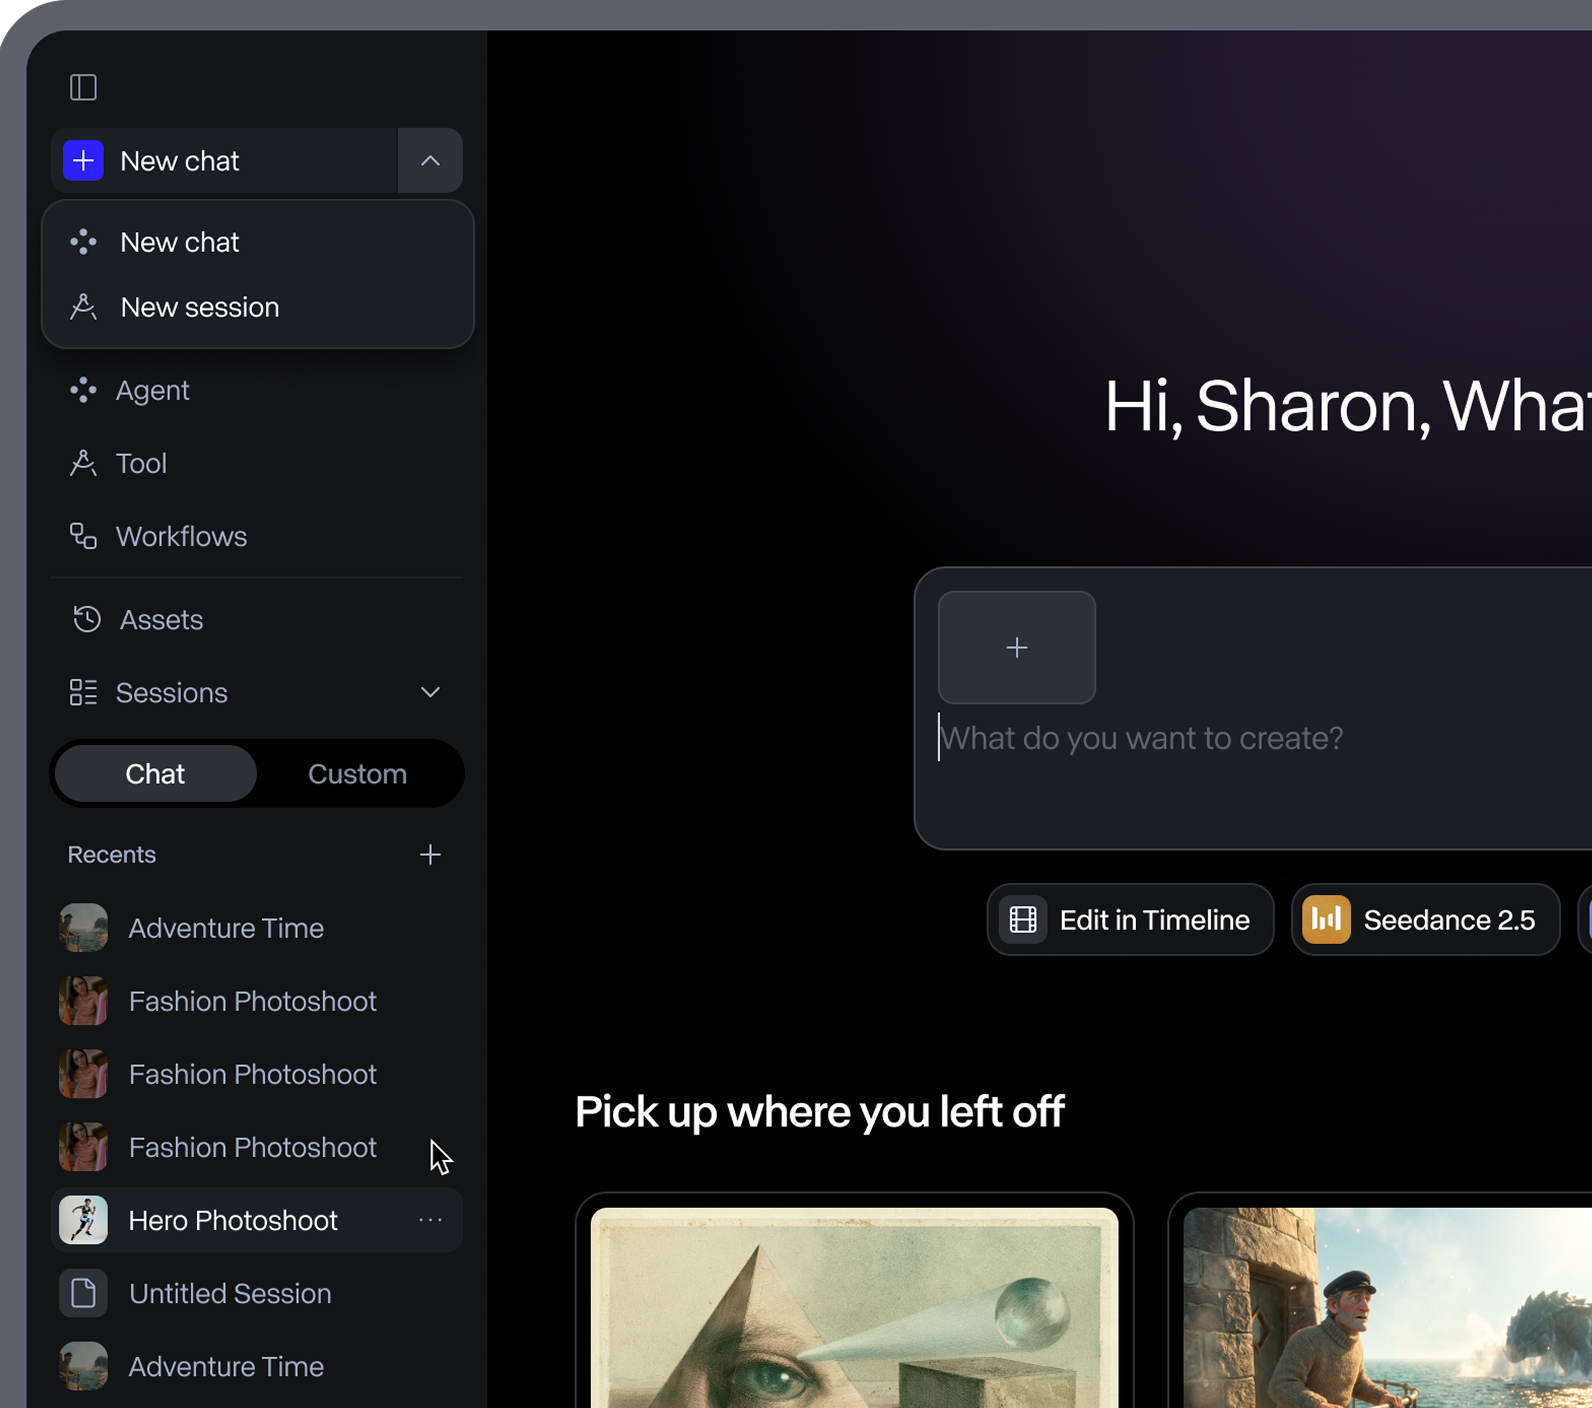 New chat
New chat
New session
Agent
Tool
Workflows
Assets
Sessions
Chat
Custom
Recents
Adventure Time
Fashion Photoshoot
Fashion Photoshoot
Fashion Photoshoot
Hero Photoshoot
Untitled Session
Adventure Time
Hi, Sharon, What
What do you want to create?
Edit in Timeline
Seedance 2.5
Pick up where you left off